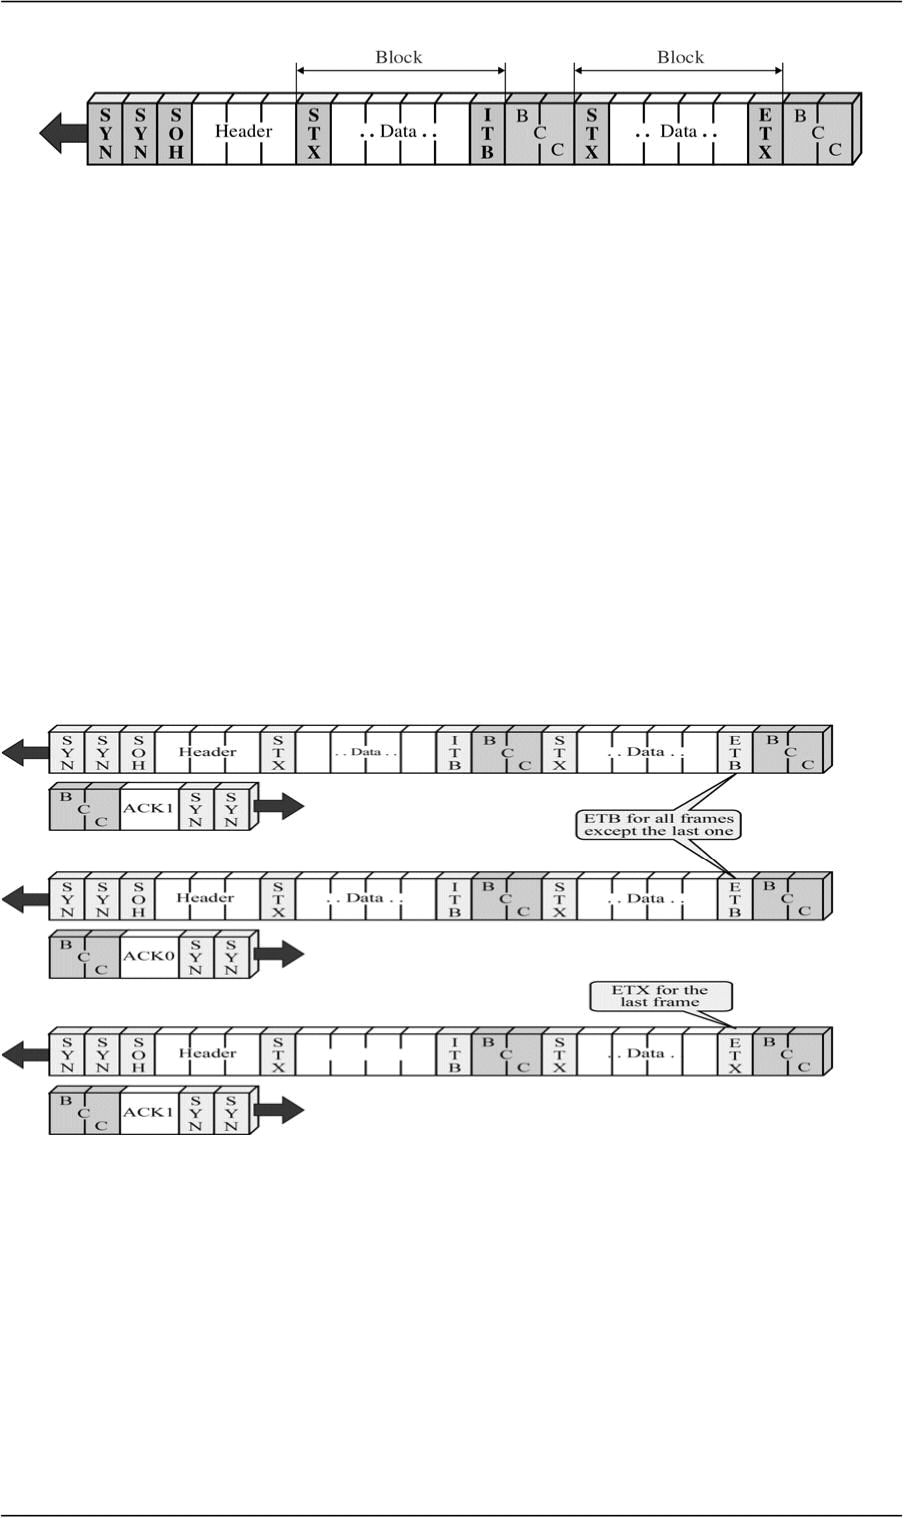 Block Block
SYN SYN SOH Header STX . . Data . . ITB BCC STX . . Data . . ETX BCC
SYN SYN SOH Header STX . . Data . . ITB BCC STX . . Data . . ETB BCC
BCC ACK1 SYN SYN
ETB for all frames
except the last one
SYN SYN SOH Header STX . . Data . . ITB BCC STX . . Data . . ETB BCC
BCC ACK0 SYN SYN
ETX for the
last frame
SYN SYN SOH Header STX ITB BCC STX . . Data . ETX BCC
BCC ACK1 SYN SYN